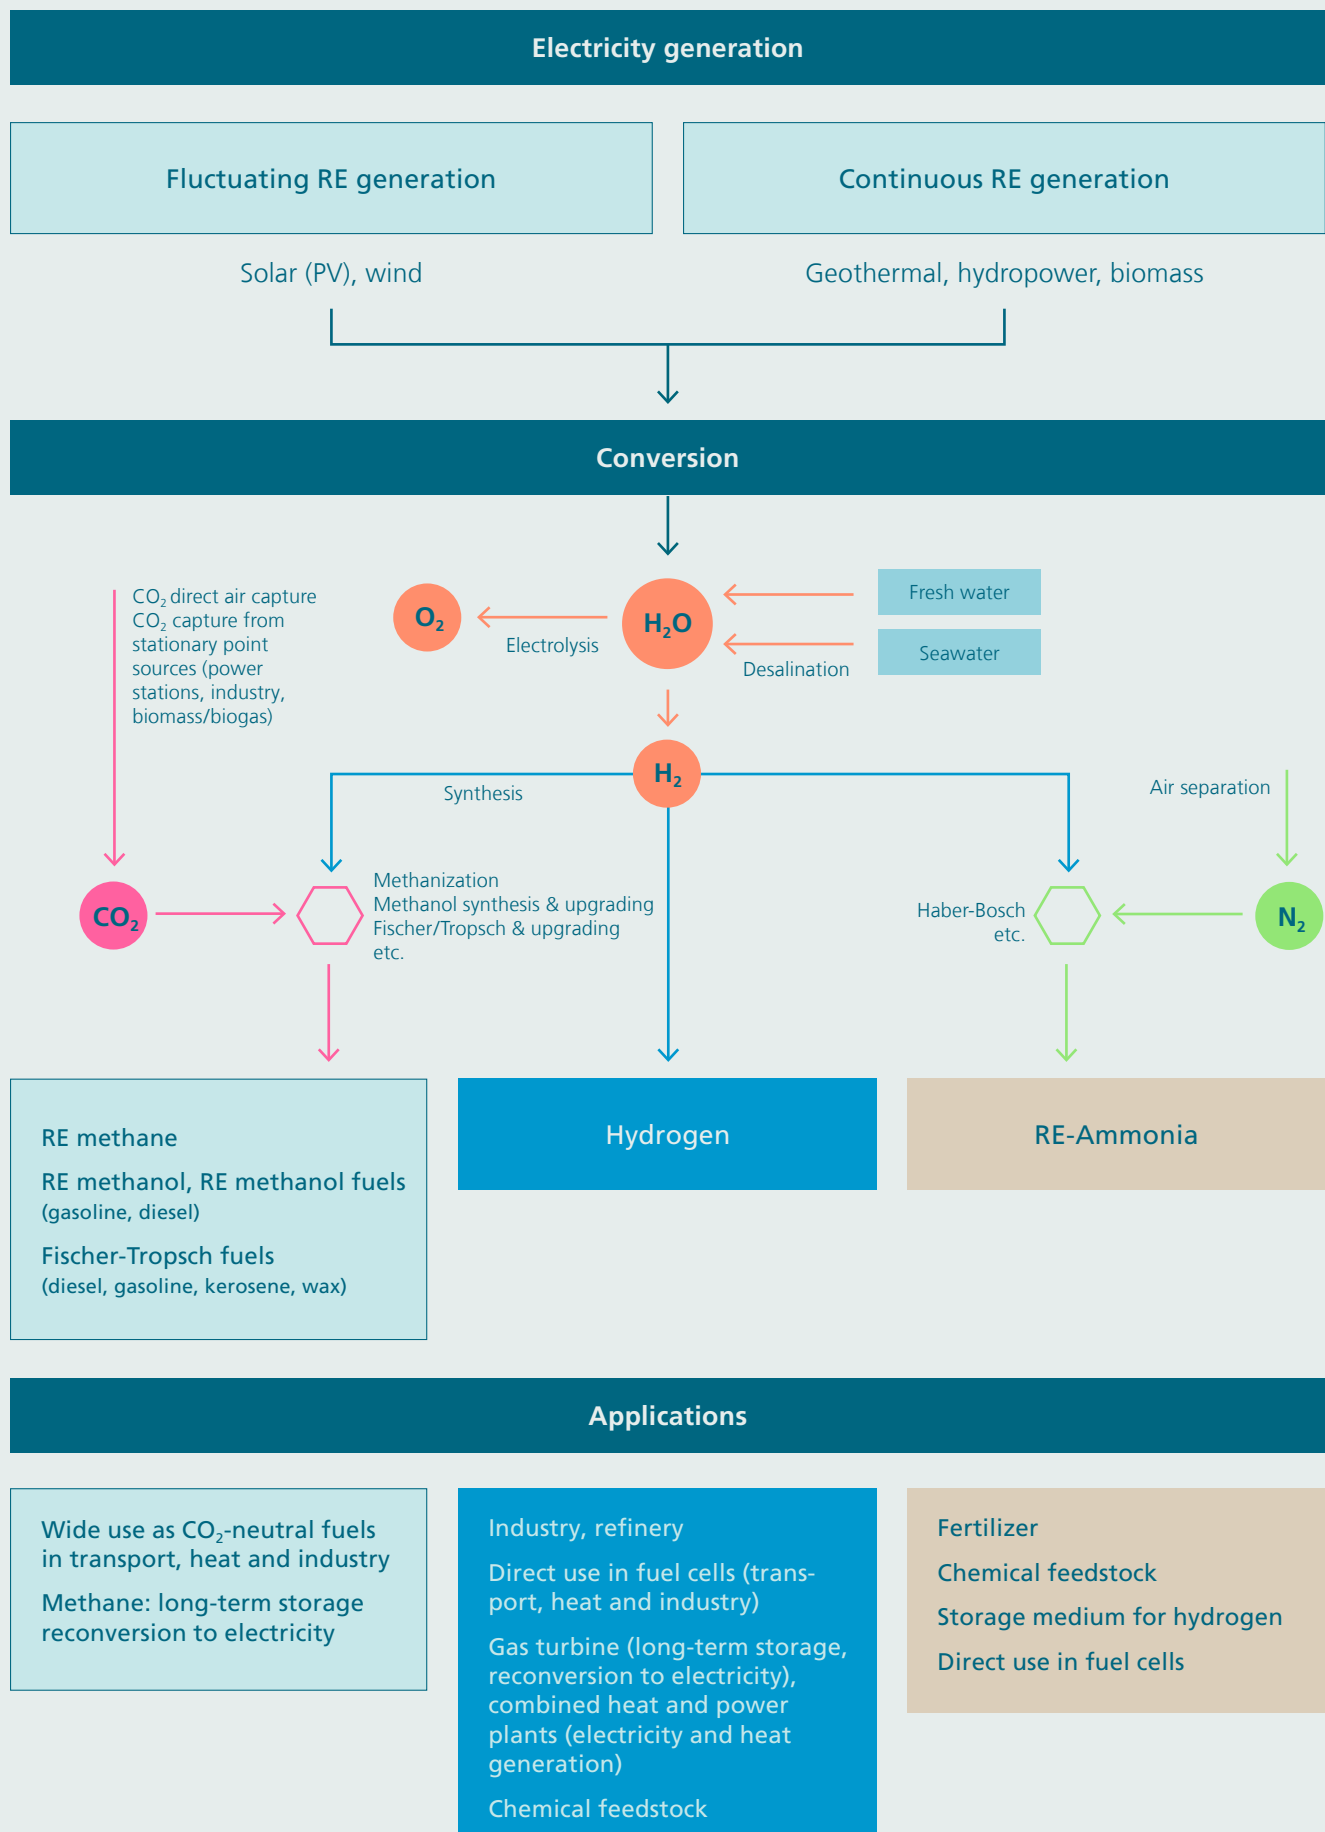 Electricity generation
Fluctuating RE generation
Continuous RE generation
Solar (PV), wind
Geothermal, hydropower, biomass
Conversion
CO₂ direct air capture
CO₂ capture from
stationary point
sources (power
stations, industry,
biomass/biogas)
O₂
Electrolysis
H₂O
Fresh water
Seawater
Desalination
H₂
Synthesis
Air separation
CO₂
Methanization
Methanol synthesis & upgrading
Fischer/Tropsch & upgrading
etc.
Haber-Bosch
etc.
N₂
RE methane
RE methanol, RE methanol fuels
(gasoline, diesel)
Fischer-Tropsch fuels
(diesel, gasoline, kerosene, wax)
Hydrogen
RE-Ammonia
Applications
Wide use as CO₂-neutral fuels
in transport, heat and industry
Methane: long-term storage
reconversion to electricity
Industry, refinery
Direct use in fuel cells (trans-
port, heat and industry)
Gas turbine (long-term storage,
reconversion to electricity),
combined heat and power
plants (electricity and heat
generation)
Chemical feedstock
Fertilizer
Chemical feedstock
Storage medium for hydrogen
Direct use in fuel cells